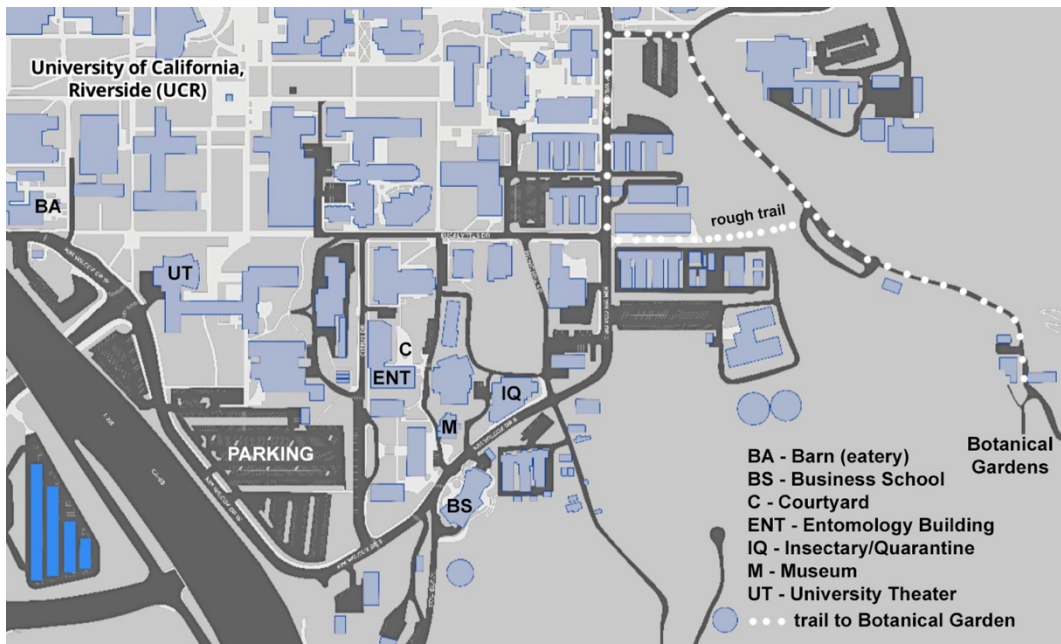 University of California,
Riverside (UCR)
BA
rough trail
UT
C
ENT
IQ
M
PARKING
BS
Botanical
Gardens
BA - Barn (eatery)
BS - Business School
C - Courtyard
ENT - Entomology Building
IQ - Insectary/Quarantine
M - Museum
UT - University Theater
trail to Botanical Garden